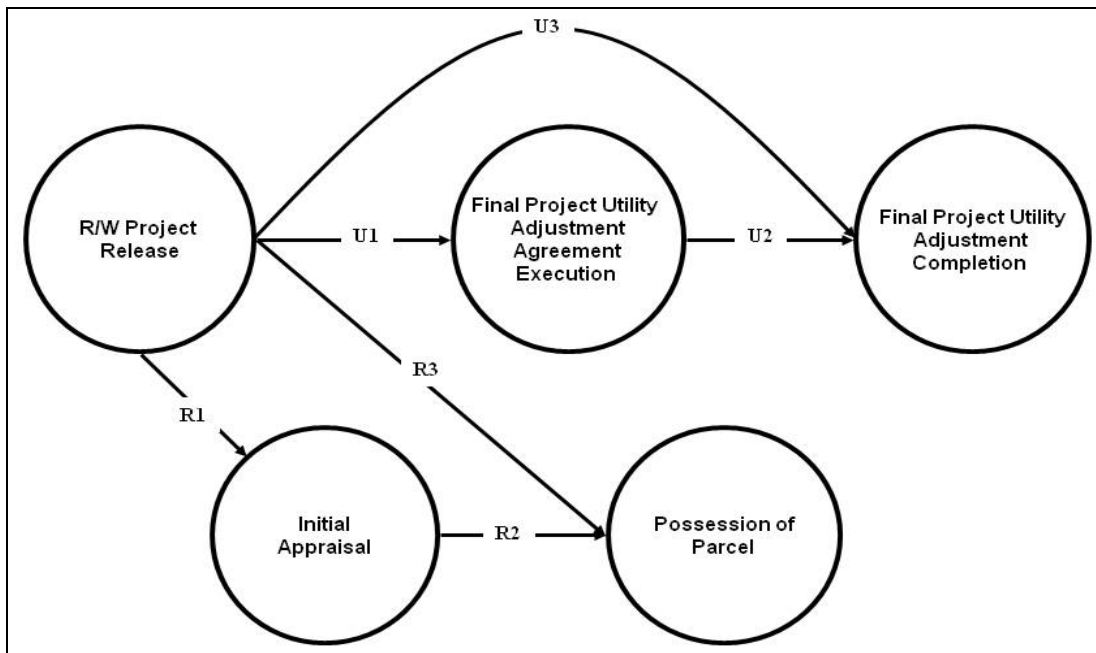 U3
R/W Project
Release
U1
Final Project Utility
Adjustment
Agreement
Execution
U2
Final Project Utility
Adjustment
Completion
R3
R1
Initial
Appraisal
R2
Possession of
Parcel